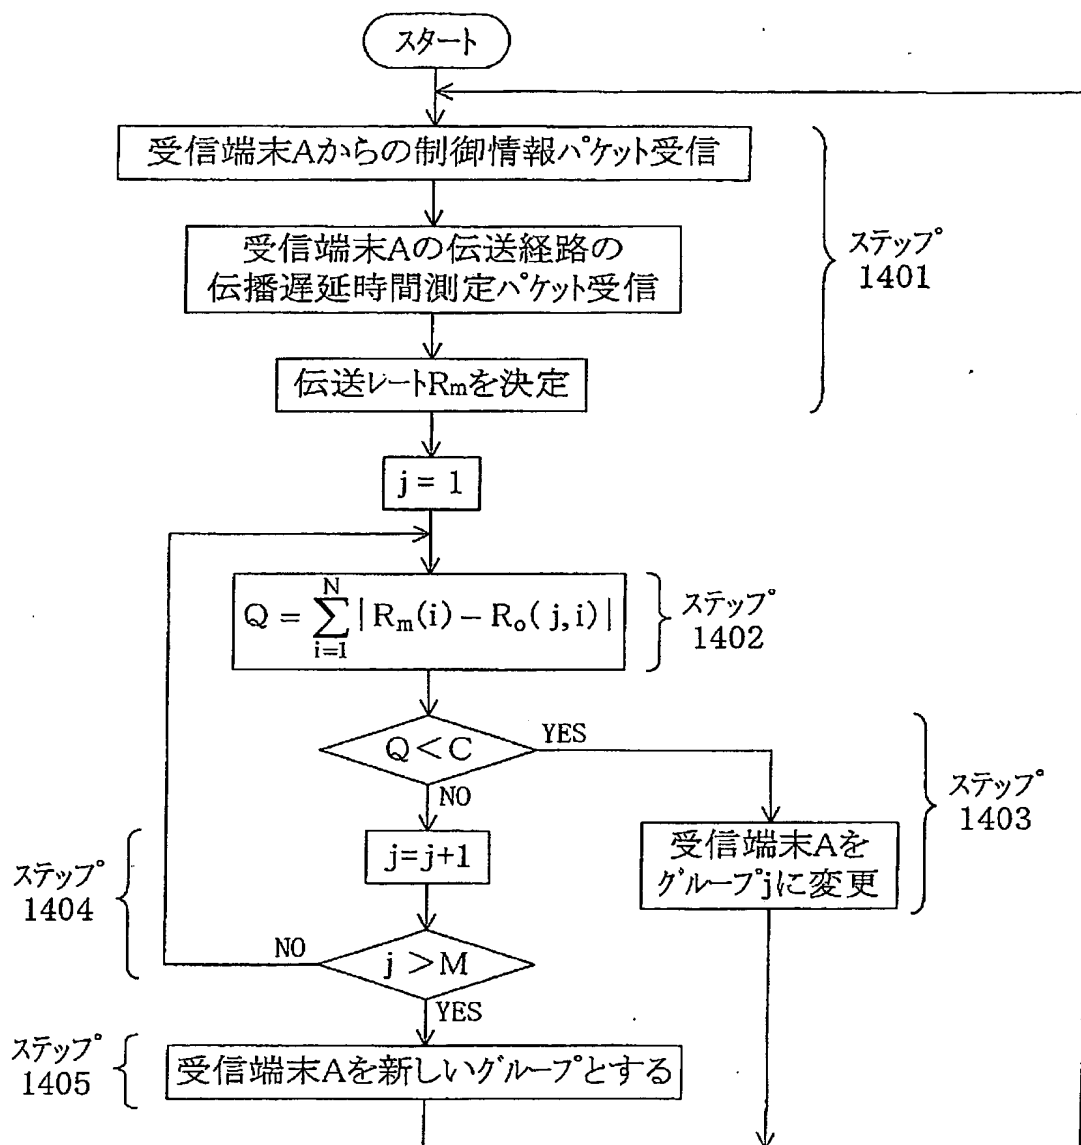 スタート
受信端末Aからの制御情報パケット受信
受信端末Aの伝送経路の
伝播遅延時間測定パケット受信
伝送レートRmを決定
ステップ
1401
j = 1
Q = \sum_{i=1}^{N} | Rm(i) − Ro( j, i) |
ステップ
1402
Q < C
YES
NO
受信端末Aを
グループjに変更
ステップ
1403
j=j+1
j > M
NO
YES
ステップ
1404
受信端末Aを新しいグループとする
ステップ
1405